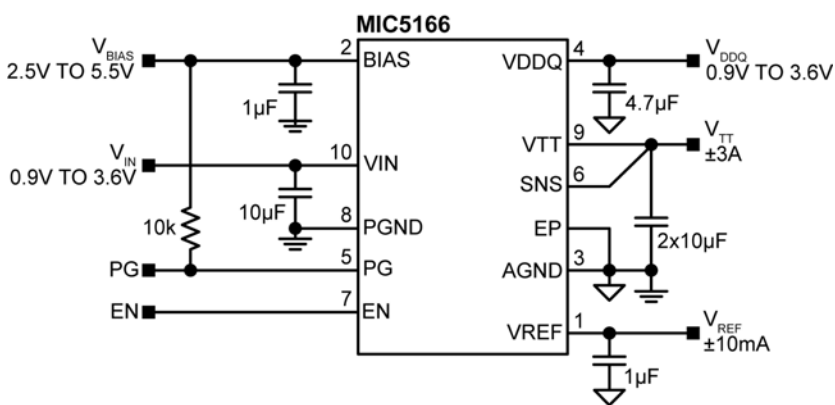 MIC5166
VBIAS
2.5V TO 5.5V
2
BIAS
VDDQ
4
VDDQ
0.9V TO 3.6V
1µF
4.7µF
VIN
0.9V TO 3.6V
10
VIN
VTT
9
VTT
±3A
SNS
6
10k
10µF
8
PGND
EP
2x10µF
PG
5
PG
AGND
3
EN
7
EN
VREF
1
VREF
±10mA
1µF